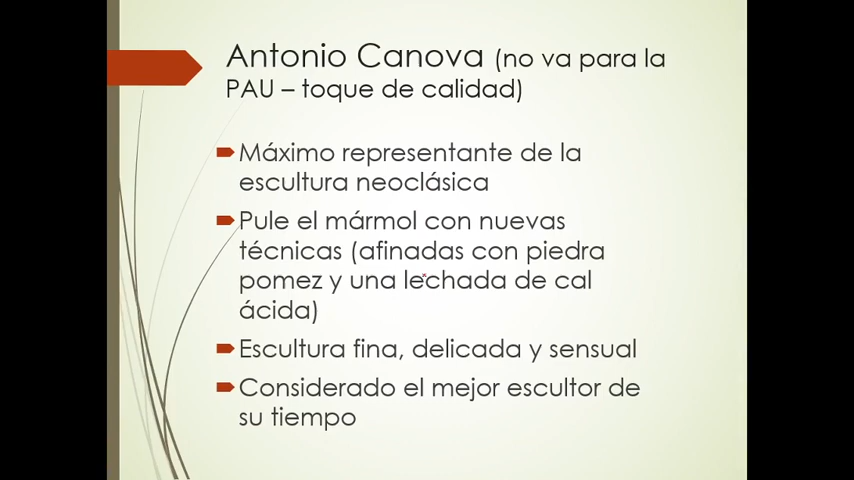 Antonio Canova (no va para la
PAU – toque de calidad)
Máximo representante de la
escultura neoclásica
Pule el mármol con nuevas
técnicas (afinadas con piedra
pomez y una lechada de cal
ácida)
Escultura fina, delicada y sensual
Considerado el mejor escultor de
su tiempo